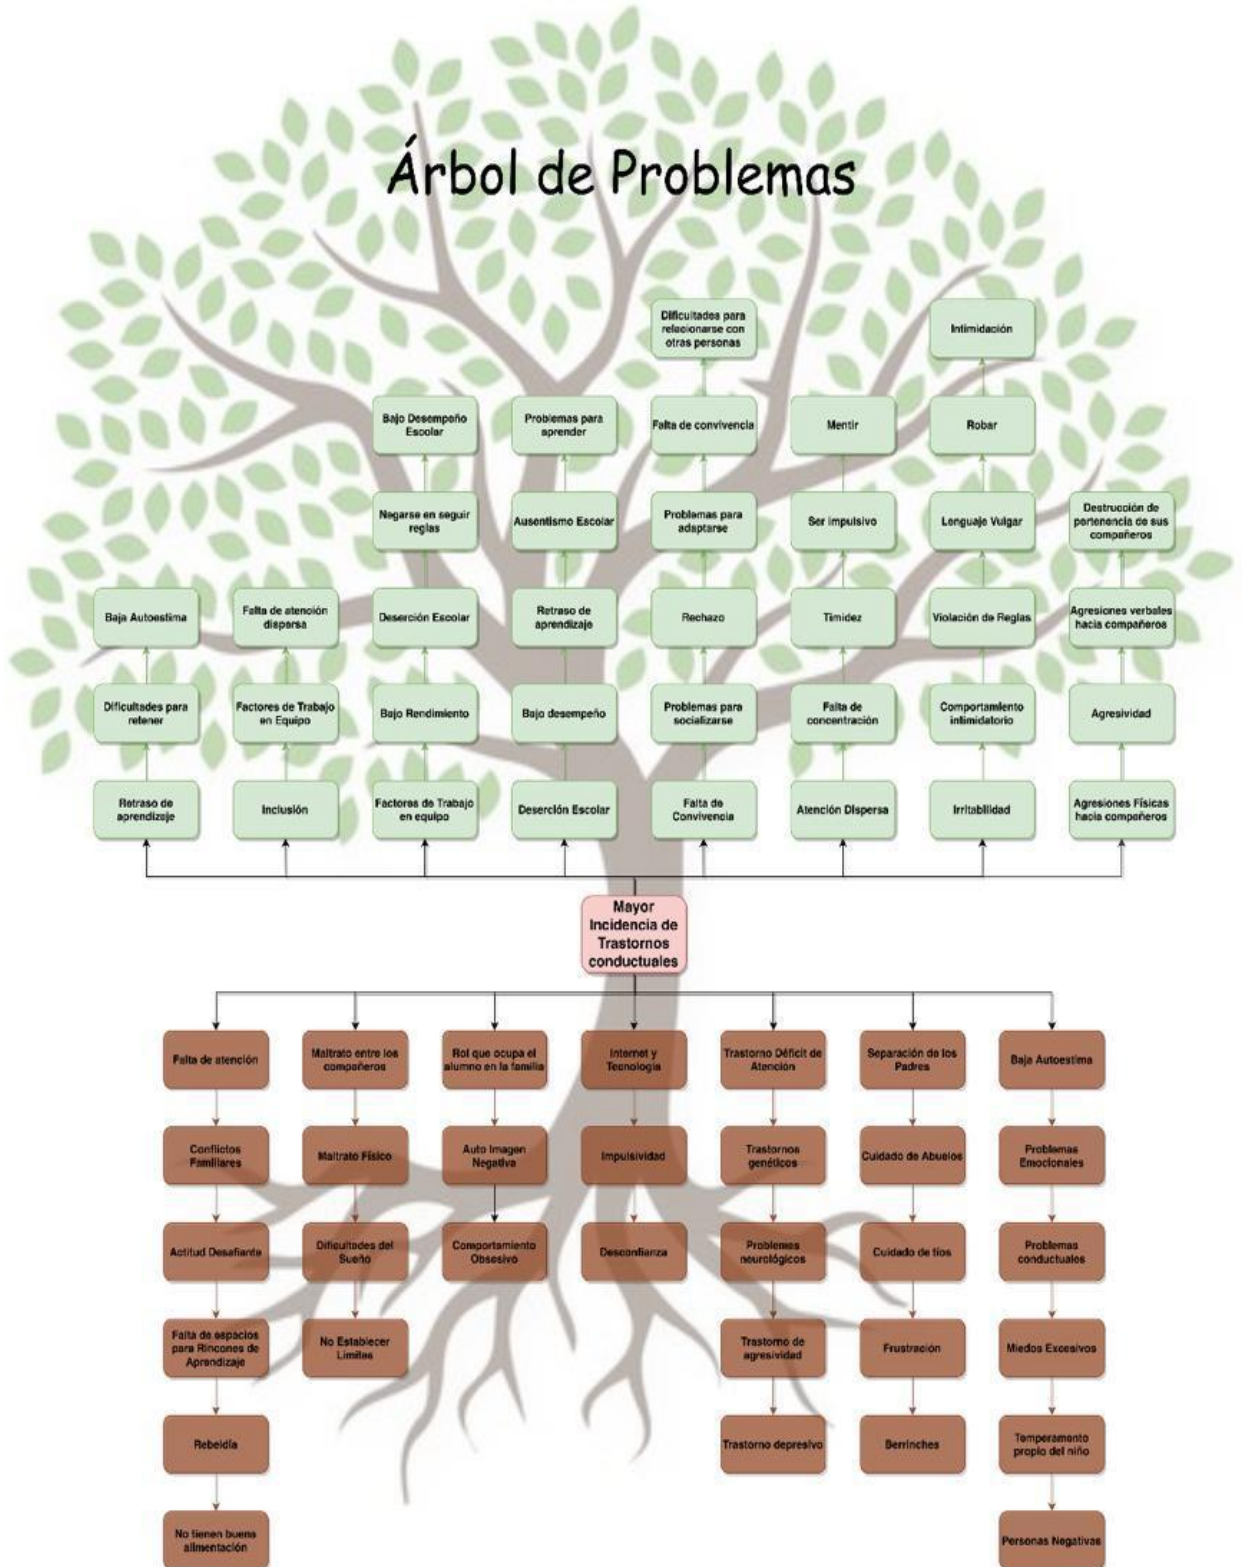 Árbol de Problemas
Dificultades para
relacionarse con
otras personas
Intimidación
Bajo Desempeño
Escolar
Problemas para
aprender
Falta de convivencia
Mentir
Robar
Negarse en seguir
reglas
Ausentismo Escolar
Problemas para
adaptarse
Ser impulsivo
Lenguaje Vulgar
Destrucción de
pertenencia de sus
compañeros
Baja Autoestima
Falta de atención
dispersa
Deserción Escolar
Retraso de
aprendizaje
Rechazo
Timidez
Violación de Reglas
Agresiones verbales
hacia compañeros
Dificultades para
retener
Factores de Trabajo
en Equipo
Bajo Rendimiento
Bajo desempeño
Problemas para
socializarse
Falta de
concentración
Comportamiento
intimidatorio
Agresividad
Retraso de
aprendizaje
Inclusión
Factores de Trabajo
en equipo
Deserción Escolar
Falta de
Convivencia
Atención Dispersa
Irritabilidad
Agresiones Físicas
hacia compañeros
Mayor
Incidencia de
Trastornos
conductuales
Falta de atención
Maltrato entre los
compañeros
Rol que ocupa el
alumno en la familia
Internet y
Tecnología
Trastorno Déficit de
Atención
Separación de los
Padres
Baja Autoestima
Conflictos
Familiares
Maltrato Físico
Auto Imagen
Negativa
Impulsividad
Trastornos
genéticos
Cuidado de Abuelos
Problemas
Emocionales
Actitud Desafiante
Dificultades del
Sueño
Comportamiento
Obsesivo
Desconfianza
Problemas
neurológicos
Cuidado de tíos
Problemas
conductuales
Falta de espacios
para Rincones de
Aprendizaje
No Establecer
Limites
Trastorno de
agresividad
Frustración
Miedos Excesivos
Rebeldía
Trastorno depresivo
Berrinches
Temperamento
propio del niño
No tienen buena
alimentación
Personas Negativas